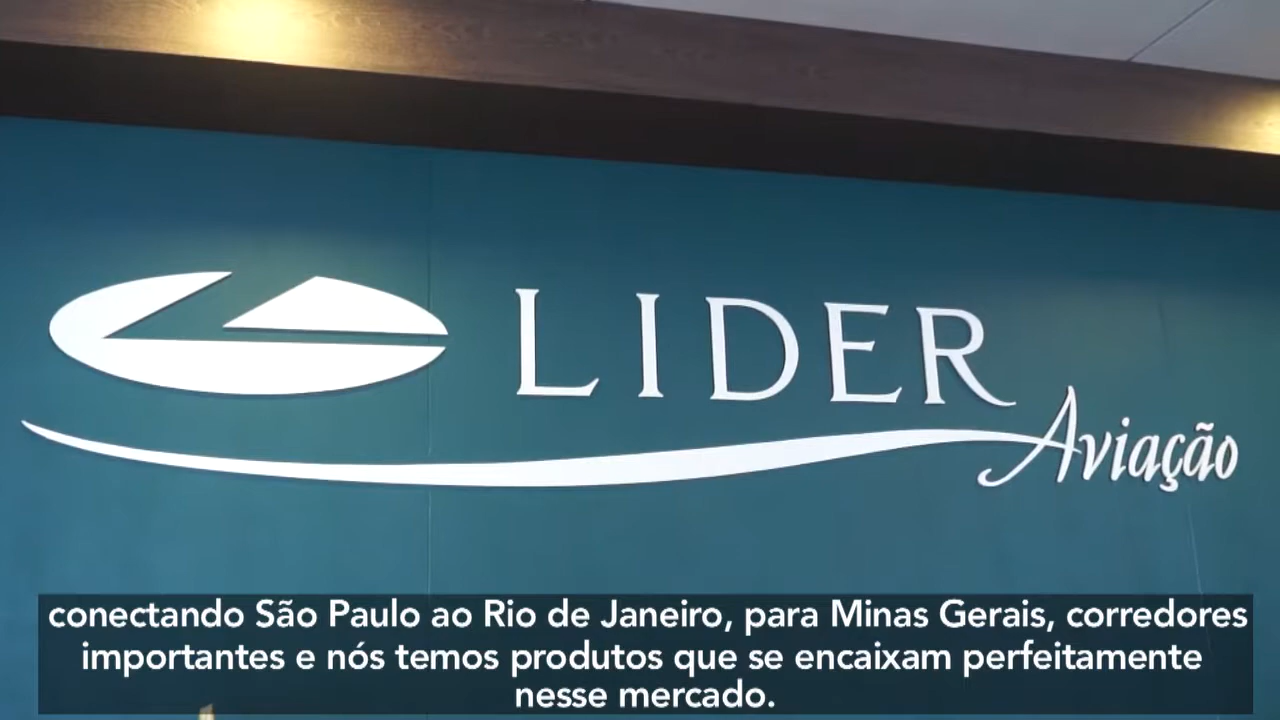 LIDER
Aviação
conectando São Paulo ao Rio de Janeiro, para Minas Gerais, corredores
importantes e nós temos produtos que se encaixam perfeitamente
nesse mercado.